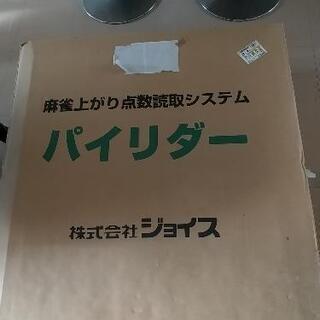 麻雀上がり点数読取システム
パイリダー
株式会社ジョイス